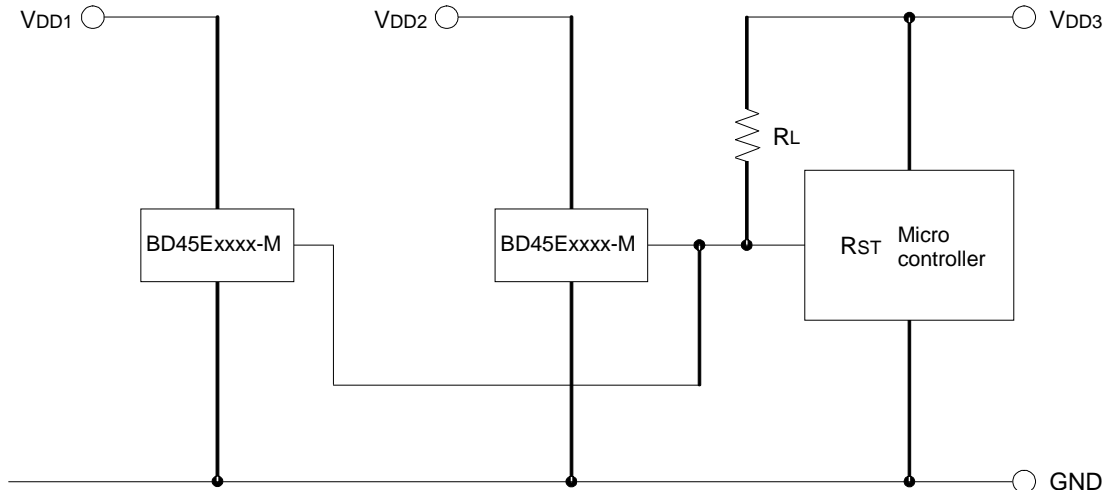 VDD1
VDD2
VDD3
RL
BD45Exxxx-M
BD45Exxxx-M
RST
Micro
controller
GND